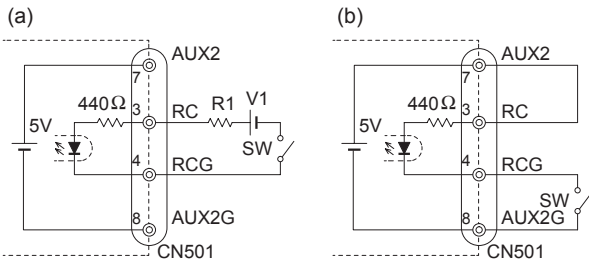 (a)
AUX2
7
440Ω
3
RC
R1
V1
5V
SW
4
RCG
8
AUX2G
CN501
(b)
AUX2
7
440Ω
3
RC
5V
4
RCG
SW
8
AUX2G
CN501